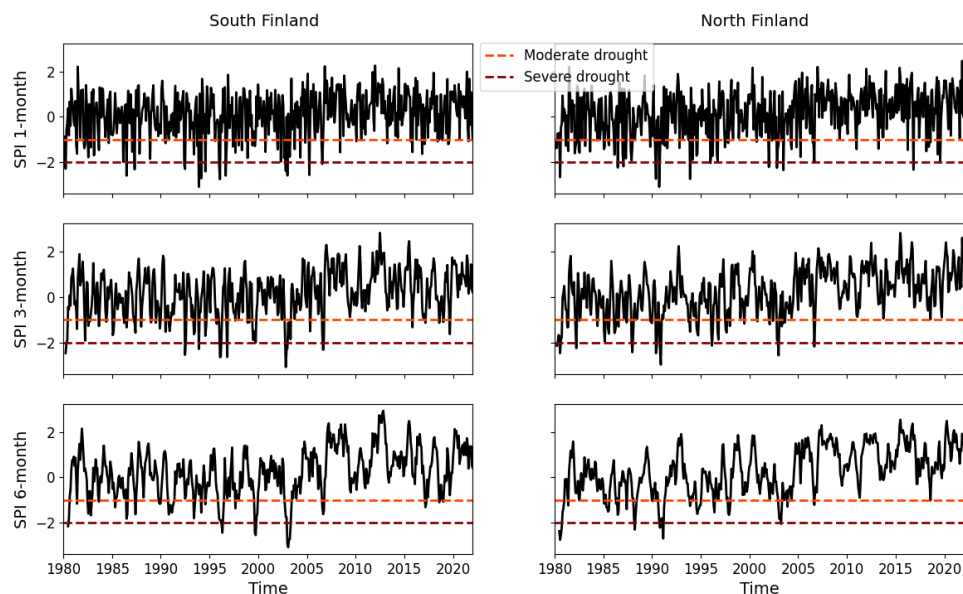 South Finland
North Finland
Moderate drought
Severe drought
SPI 1-month
2
0
−2
SPI 3-month
2
0
−2
SPI 6-month
2
0
−2
1980 1985 1990 1995 2000 2005 2010 2015 2020
1980 1985 1990 1995 2000 2005 2010 2015 2020
Time
Time